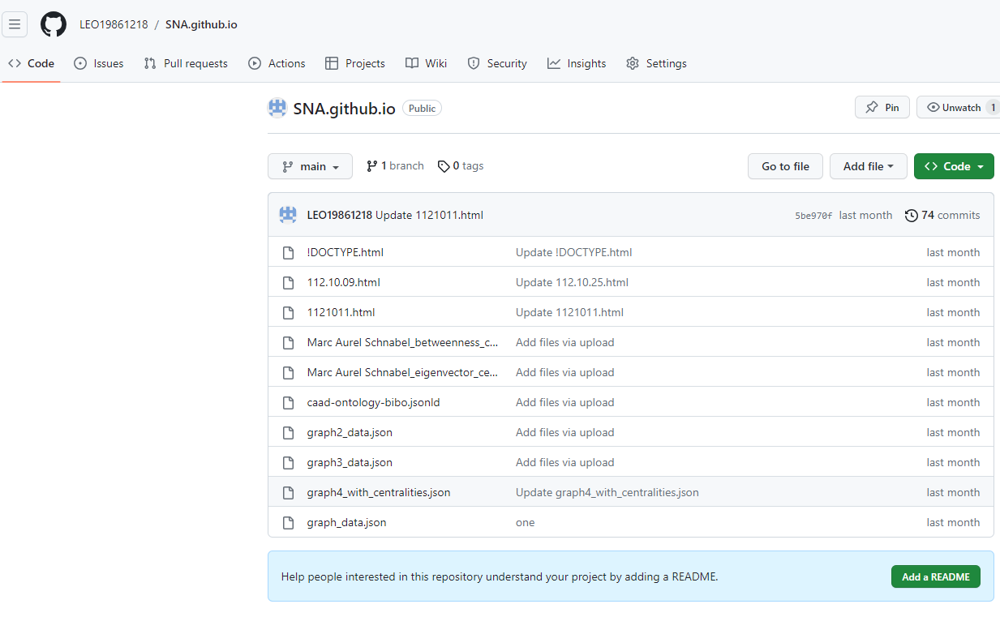 LEO19861218 / SNA.github.io
Code Issues Pull requests Actions Projects Wiki Security Insights Settings
SNA.github.io Public Pin Unwatch 1
main 1 branch 0 tags Go to file Add file Code
LEO19861218 Update 1121011.html 5be970f last month 74 commits
!DOCTYPE.html Update !DOCTYPE.html last month
112.10.09.html Update 112.10.25.html last month
1121011.html Update 1121011.html last month
Marc Aurel Schnabel_betweenness_c... Add files via upload last month
Marc Aurel Schnabel_eigenvector_ce... Add files via upload last month
caad-ontology-bibo.jsonld Add files via upload last month
graph2_data.json Add files via upload last month
graph3_data.json Add files via upload last month
graph4_with_centralities.json Update graph4_with_centralities.json last month
graph_data.json one last month
Help people interested in this repository understand your project by adding a README. Add a README